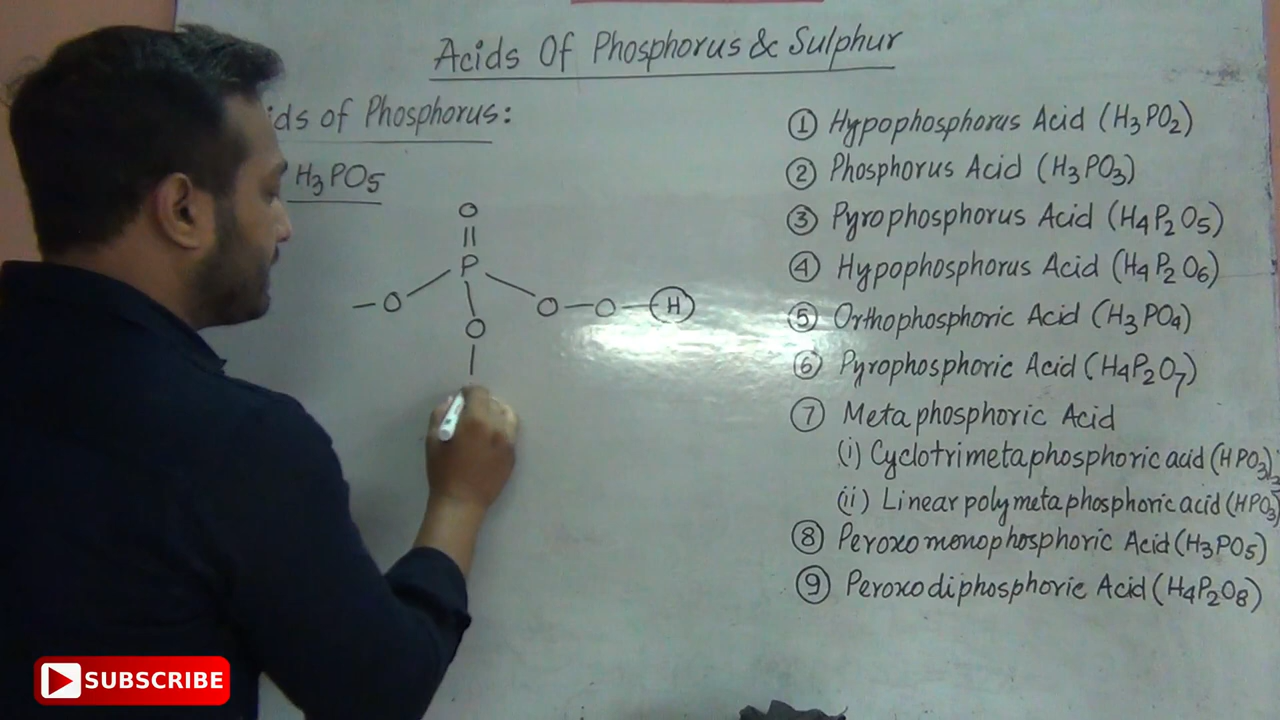 Acids Of Phosphorus & Sulphur
ds of Phosphorus:
H3PO5
O
P
O
O O H
O
① Hypophosphorus Acid (H3PO2)
② Phosphorus Acid (H3PO3)
③ Pyrophosphorus Acid (H4P2O5)
④ Hypophosphorus Acid (H4P2O6)
⑤ Orthophosphoric Acid (H3PO4)
⑥ Pyrophosphoric Acid (H4P2O7)
⑦ Metaphosphoric Acid
(i) Cyclotrimetaphosphoric acid (HPO3)3
(ii) Linear polymetaphosphoric acid (HPO3)
⑧ Peroxomonophosphoric Acid (H3PO5)
⑨ Peroxodiphosphoric Acid (H4P2O8)
SUBSCRIBE